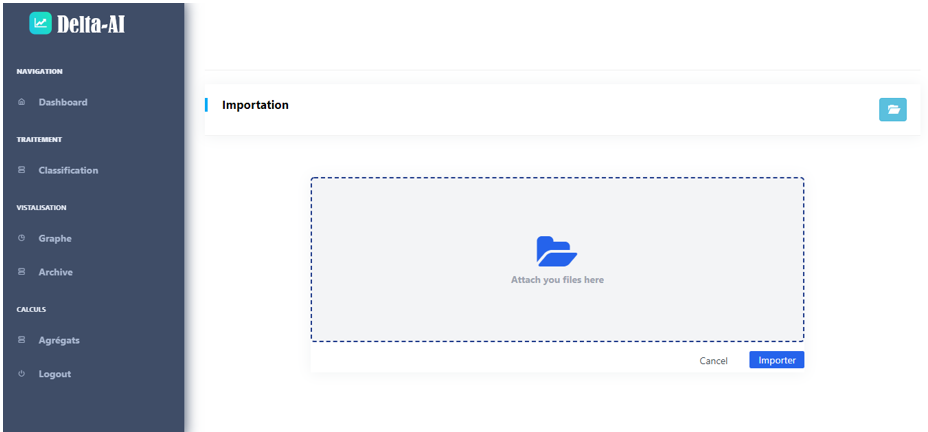 Delta-AI
NAVIGATION
Dashboard
TRAITEMENT
Classification
VISTALISATION
Graphe
Archive
CALCULS
Agrégats
Logout
Importation
Attach you files here
Cancel
Importer